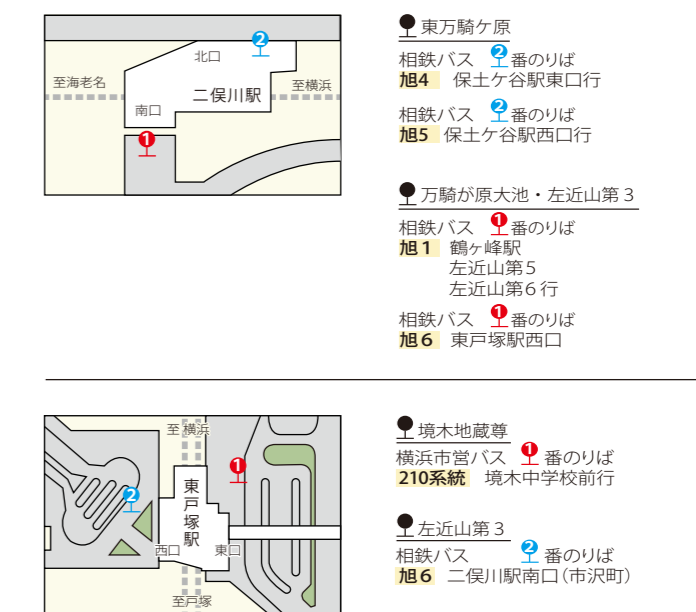 北口
2
二俣川駅
至海老名
至横浜
南口
1
東万騎ケ原
相鉄バス 2番のりば
旭4 保土ケ谷駅東口行
相鉄バス 2番のりば
旭5 保土ケ谷駅西口行
万騎が原大池・左近山第3
相鉄バス 1番のりば
旭1 鶴ヶ峰駅
左近山第5
左近山第6行
相鉄バス 1番のりば
旭6 東戸塚駅西口
至横浜
1
2
東戸塚駅
西口
東口
至戸塚
境木地蔵尊
横浜市営バス 1番のりば
210系統 境木中学校前行
左近山第3
相鉄バス 2番のりば
旭6 二俣川駅南口(市沢町)